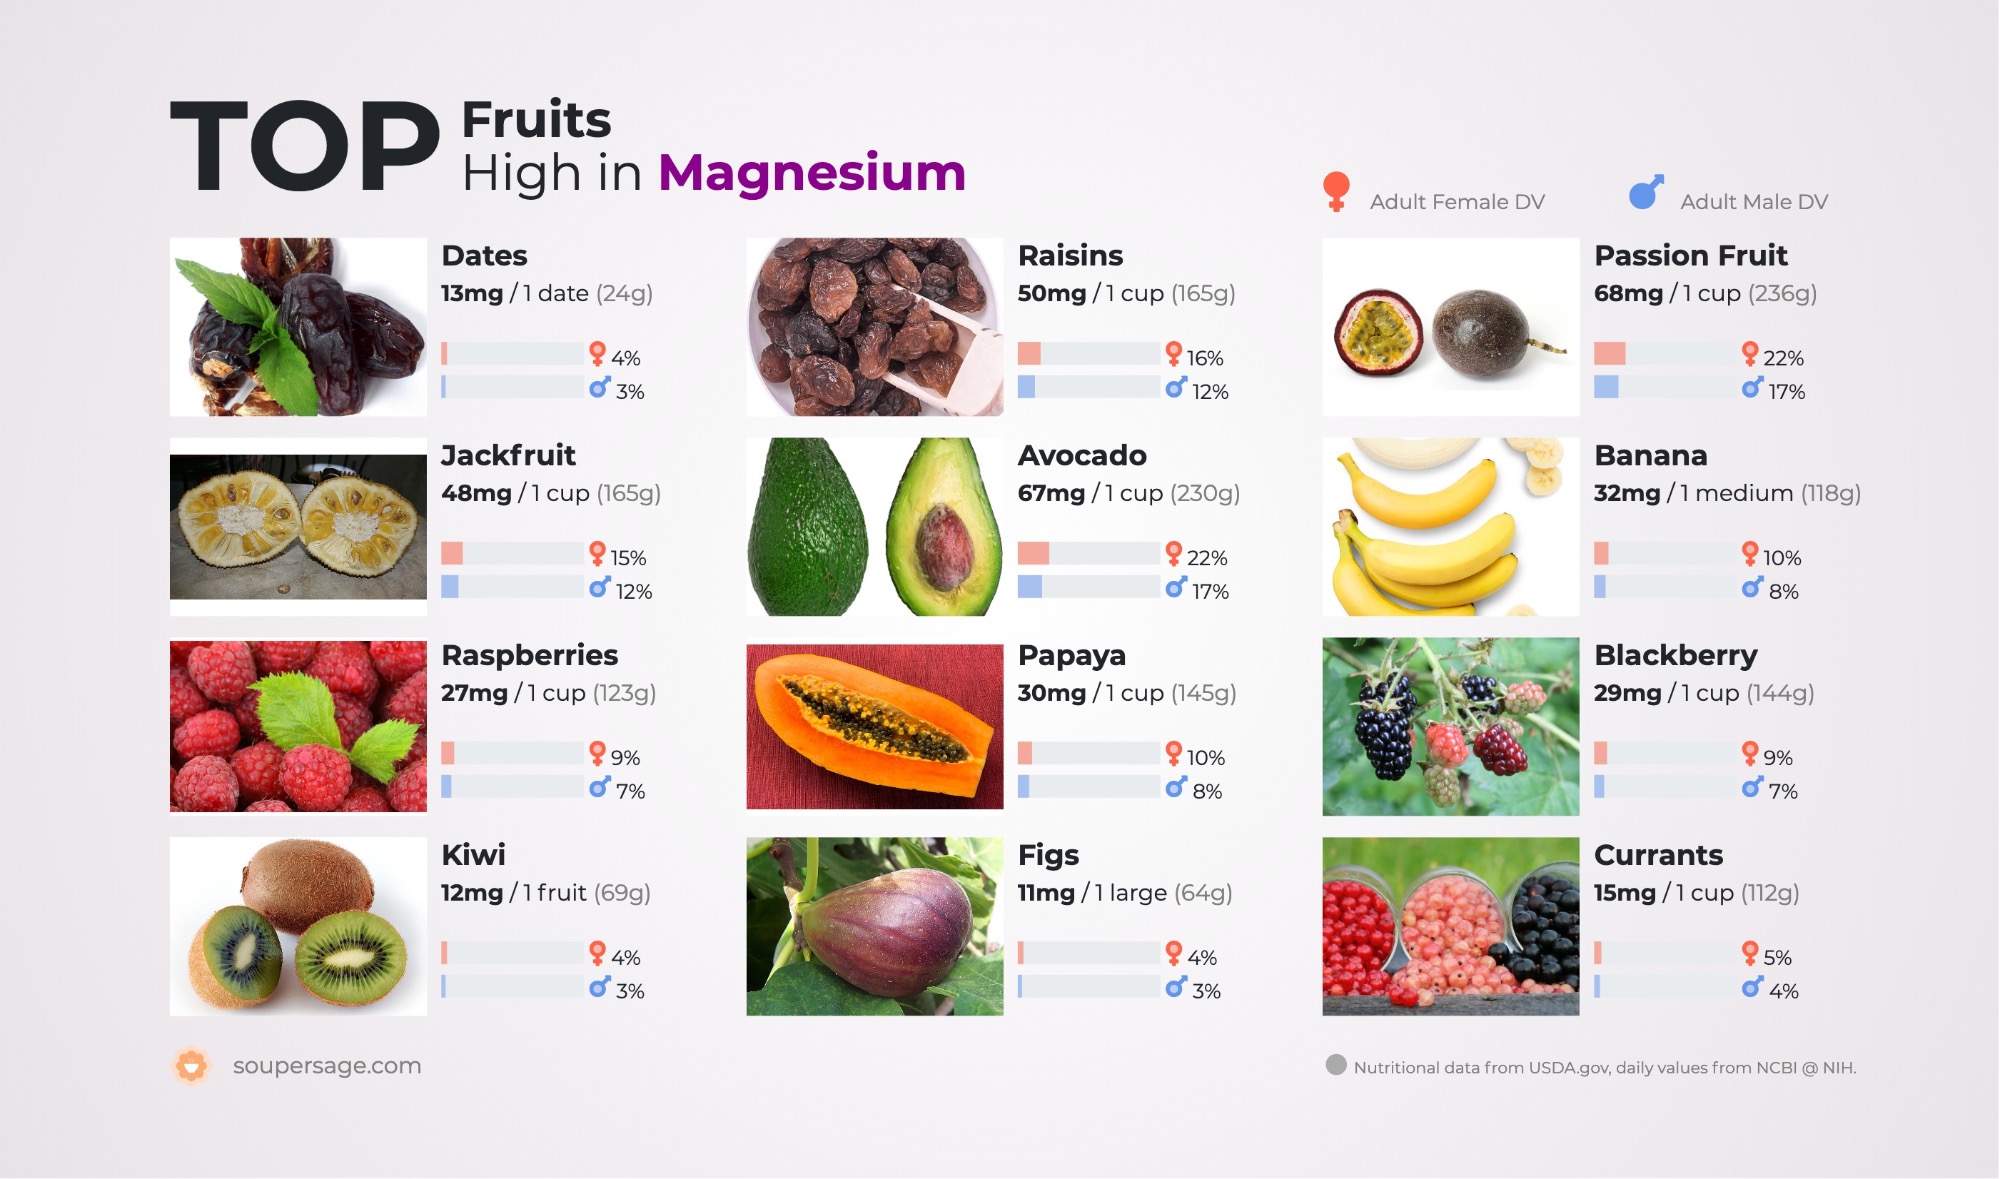 TOP Fruits
High in Magnesium
Adult Female DV
Adult Male DV
Dates
13mg / 1 date (24g)
4%
3%
Raisins
50mg / 1 cup (165g)
16%
12%
Passion Fruit
68mg / 1 cup (236g)
22%
17%
Jackfruit
48mg / 1 cup (165g)
15%
12%
Avocado
67mg / 1 cup (230g)
22%
17%
Banana
32mg / 1 medium (118g)
10%
8%
Raspberries
27mg / 1 cup (123g)
9%
7%
Papaya
30mg / 1 cup (145g)
10%
8%
Blackberry
29mg / 1 cup (144g)
9%
7%
Kiwi
12mg / 1 fruit (69g)
4%
3%
Figs
11mg / 1 large (64g)
4%
3%
Currants
15mg / 1 cup (112g)
5%
4%
soupersage.com
Nutritional data from USDA.gov, daily values from NCBI @ NIH.